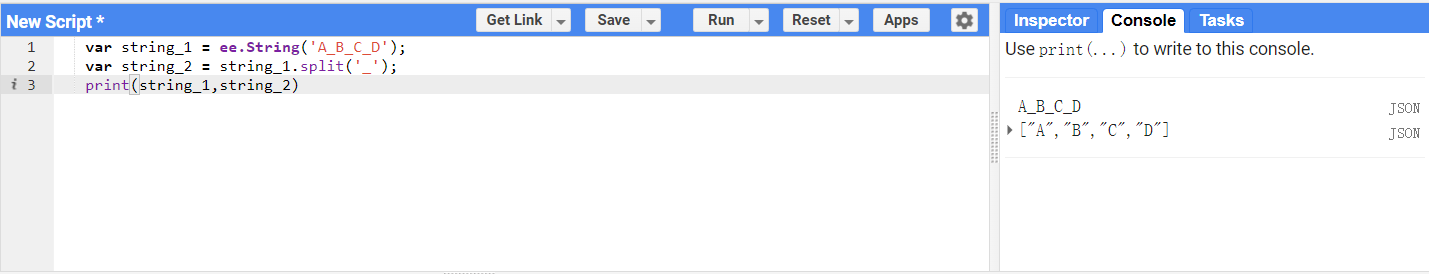 New Script * Get Link Save Run Reset Apps Inspector Console Tasks
1 var string_1 = ee.String('A_B_C_D');
2 var string_2 = string_1.split('_');
i 3 print(string_1,string_2)
Use print(...) to write to this console.
A_B_C_D JSON
["A","B","C","D"] JSON